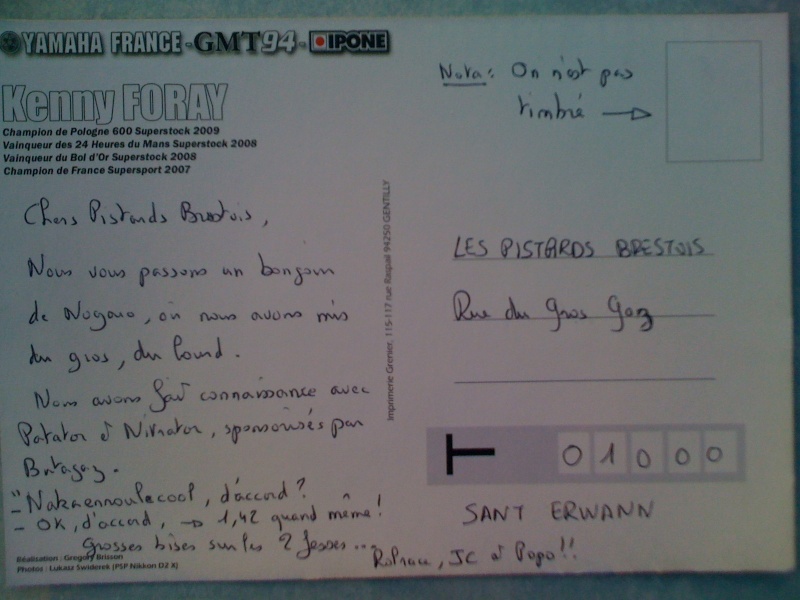 YAMAHA FRANCE - GMT94 - IPONE
Kenny FORAY
Champion de Pologne 600 Superstock 2009
Vainqueur des 24 Heures du Mans Superstock 2008
Vainqueur du Bol d'Or Superstock 2008
Champion de France Supersport 2007
Chers Pistards Brestois,
Nous vous passons un bonjour
de Nogaro, où nous avons mis
du gros, du lourd.
Nous avons fait connaissance avec
Patator et Nitrator, sponsorisés par
Butagaz.
"- Nakaennoulecool, d'accord ?
- OK, d'accord, → 1,42 quand même !
Grosses bises sur les 2 fesses...
Réalisation : Gregory Brisson
Photos : Lukasz Swiderek (PSP Nikkon D2 X)
Imprimerie Grenier, 115-117 rue Raspail 94250 GENTILLY
Nota : On n'est pas
timbré →
LES PISTARDS BRESTOIS
Rue du Gros Gaz
01000
SANT ERWANN
JC et Popo !!